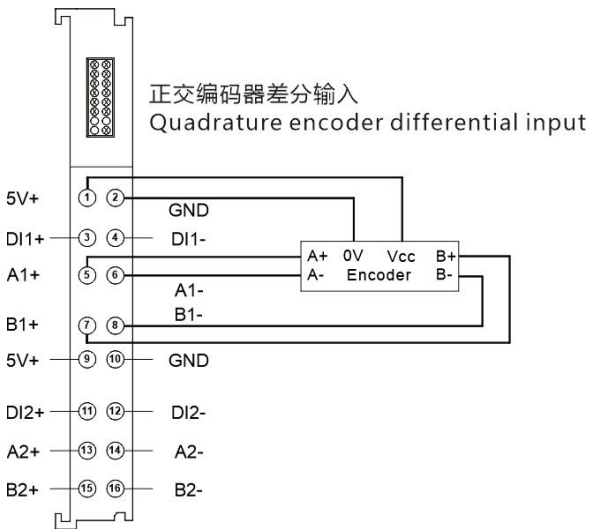 正交编码器差分输入
Quadrature encoder differential input
5V+ 1 2 GND
DI1+ 3 4 DI1-
A+ 0V Vcc B+
A- Encoder B-
A1+ 5 6 A1-
B1+ 7 8 B1-
5V+ 9 10 GND
DI2+ 11 12 DI2-
A2+ 13 14 A2-
B2+ 15 16 B2-